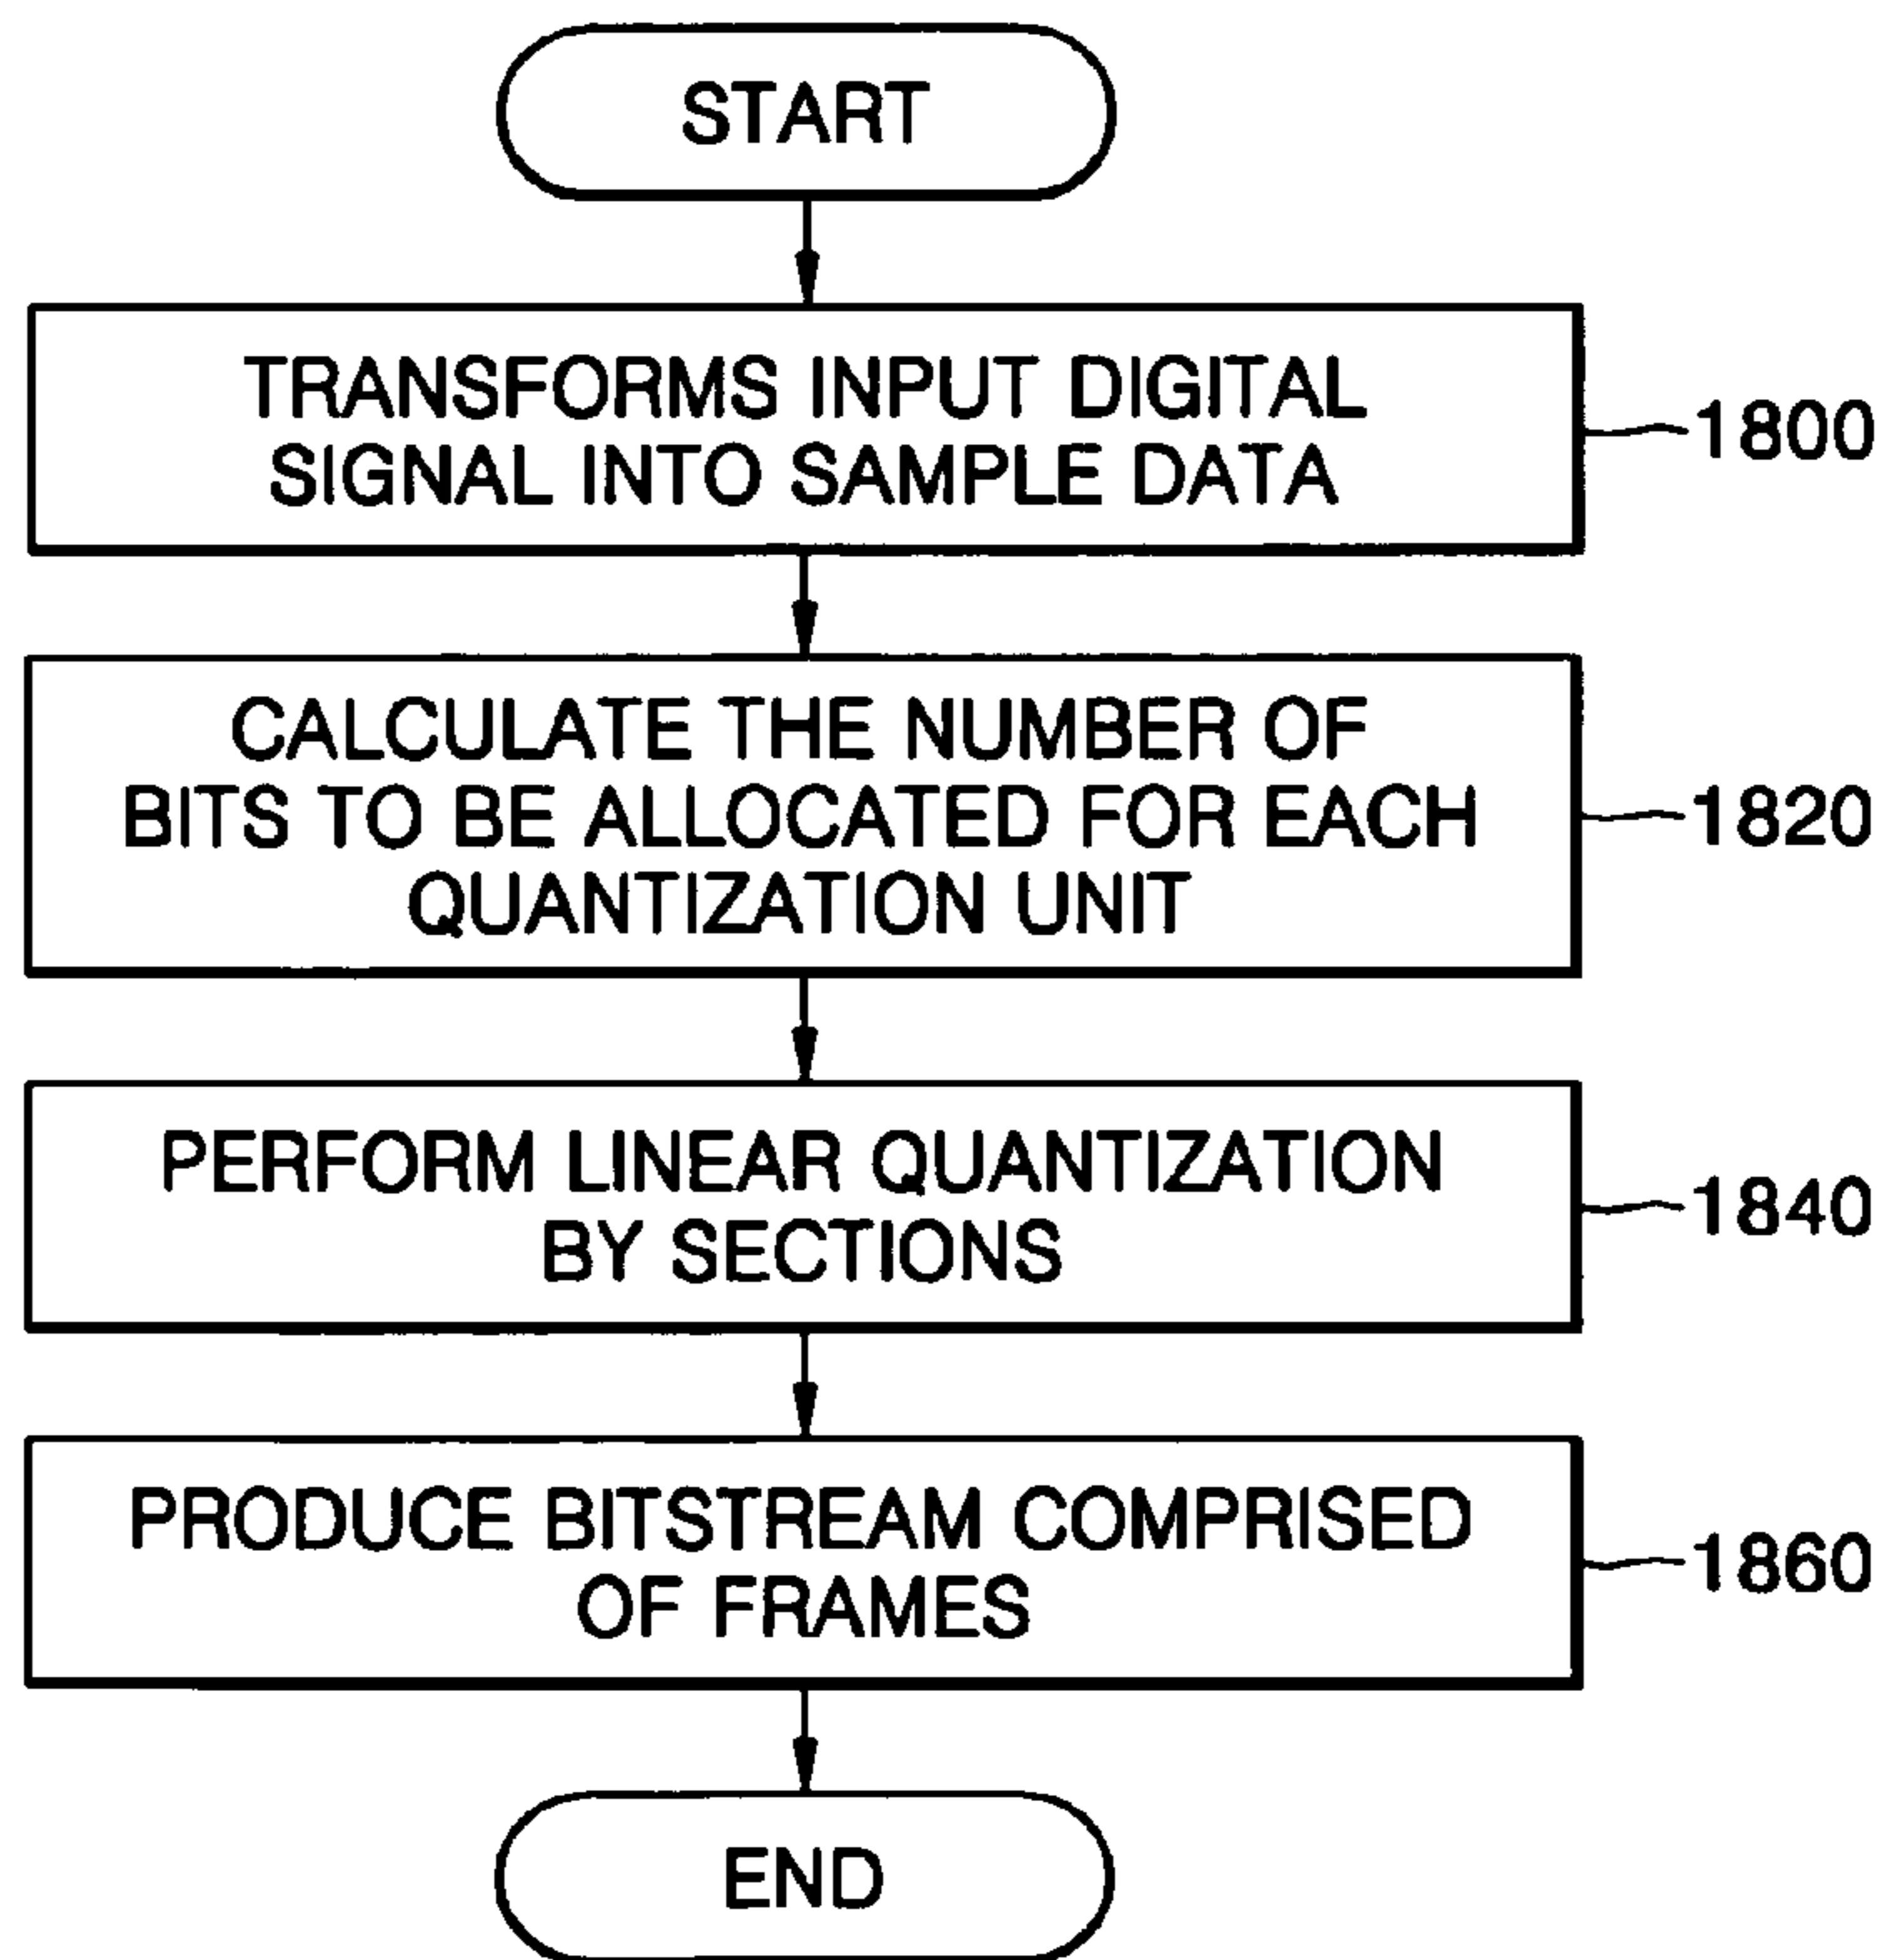 START
TRANSFORMS INPUT DIGITAL
SIGNAL INTO SAMPLE DATA
1800
CALCULATE THE NUMBER OF
BITS TO BE ALLOCATED FOR EACH
QUANTIZATION UNIT
1820
PERFORM LINEAR QUANTIZATION
BY SECTIONS
1840
PRODUCE BITSTREAM COMPRISED
OF FRAMES
1860
END